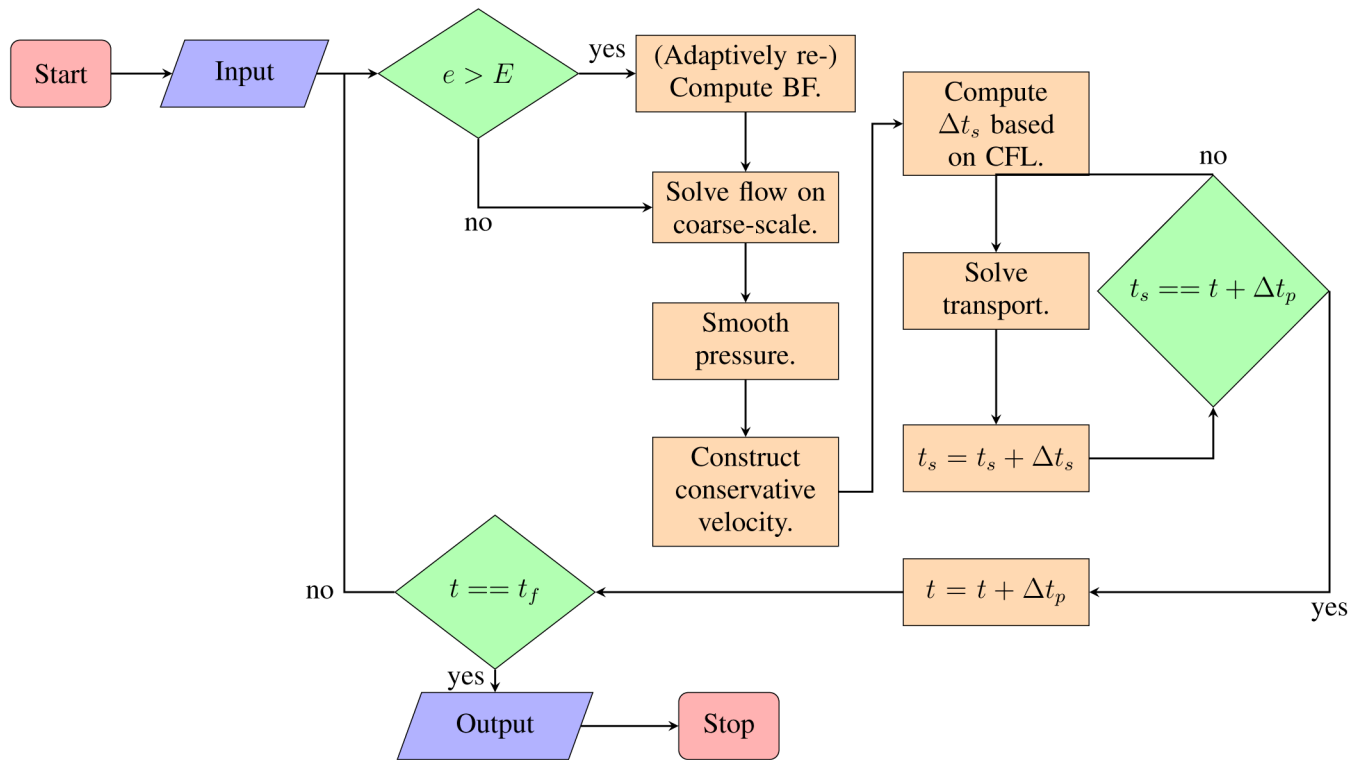 Start
Input
e > E
yes
(Adaptively re-)
Compute BF.
no
Solve flow on
coarse-scale.
Smooth
pressure.
Construct
conservative
velocity.
Compute
Δt_s based
on CFL.
no
Solve
transport.
t_s == t + Δt_p
t_s = t_s + Δt_s
yes
t = t + Δt_p
t == t_f
no
yes
Output
Stop